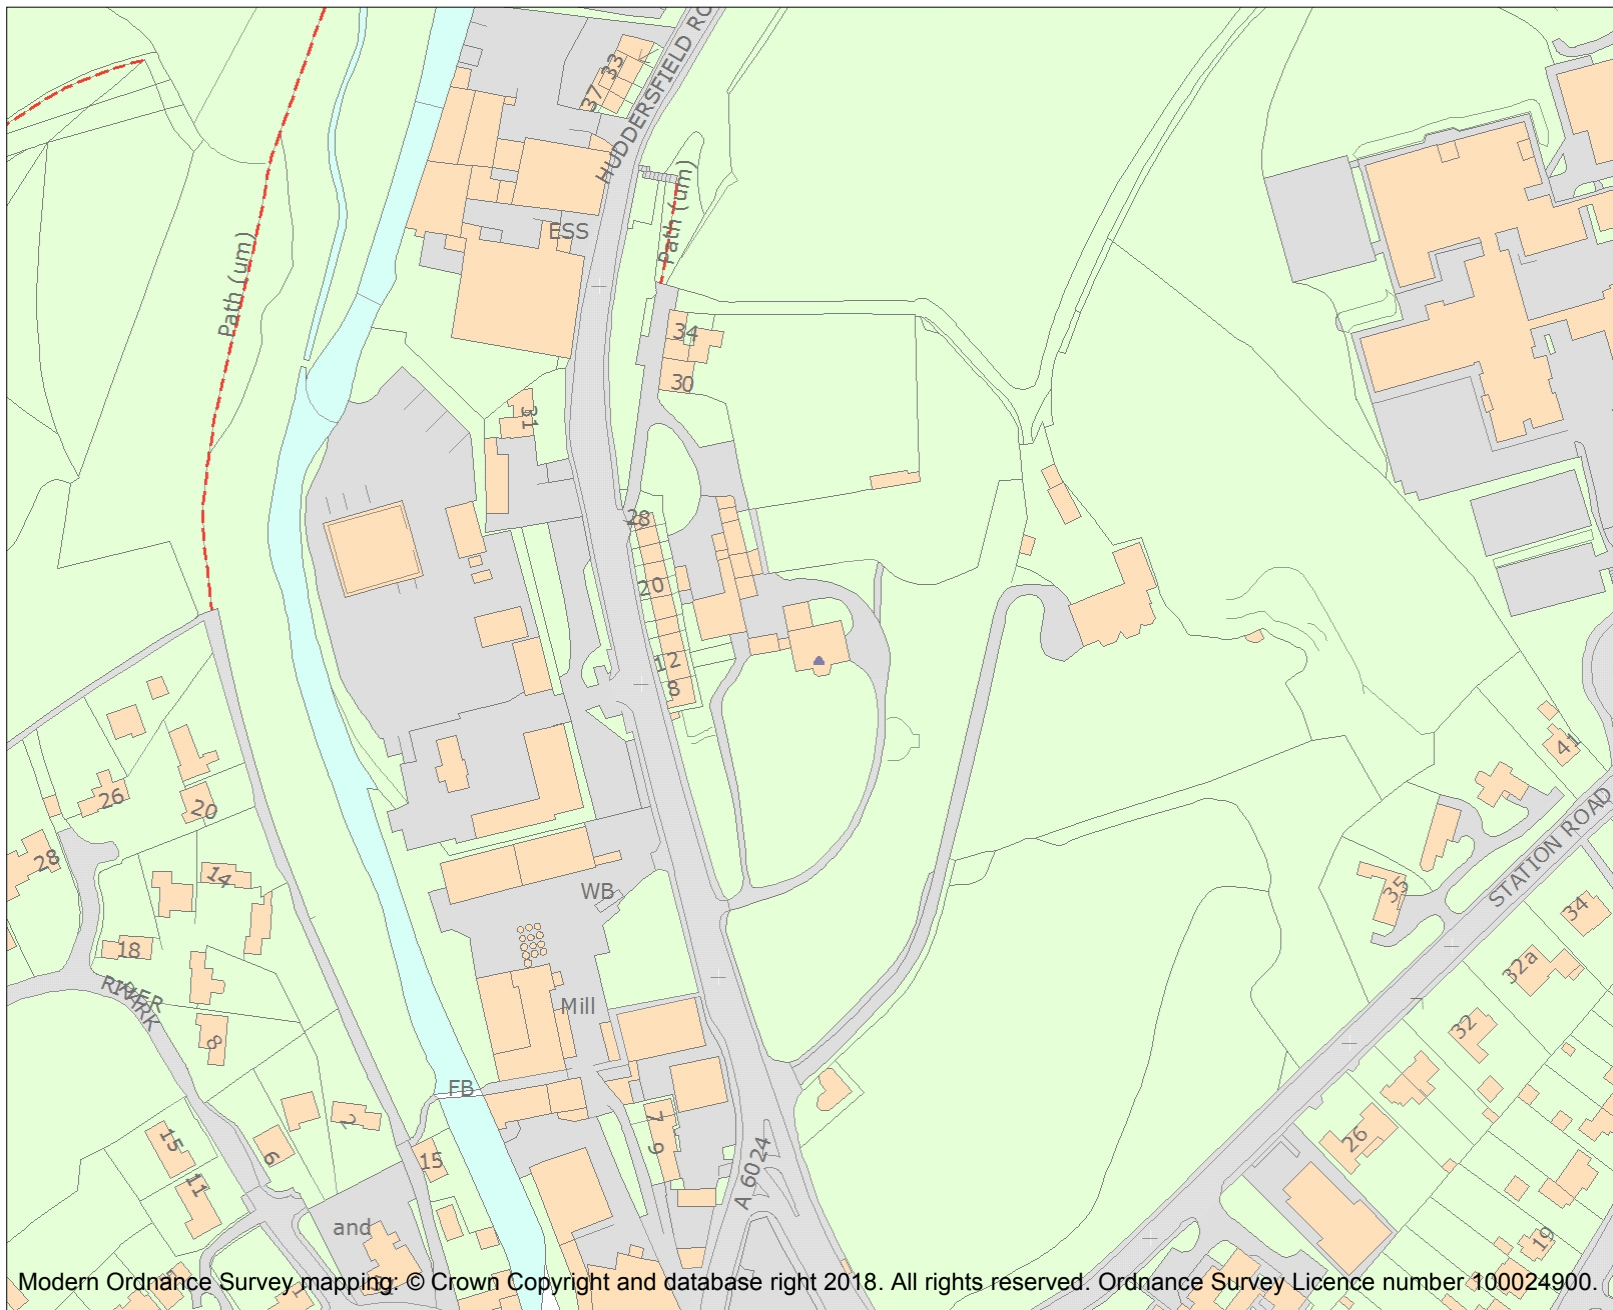 HUDDERSFIELD RO
33
37
Path (um)
ESS
Path (um)
34
30
31
28
20
12
8
41
26
20
STATION ROAD
28
14
WB
35
34
18
32a
RIVER
PARK
Mill
32
8
FB
2
7
9
26
15
6
15
A 6024
11
and
19
Modern Ordnance Survey mapping: © Crown Copyright and database right 2018. All rights reserved. Ordnance Survey Licence number 100024900.